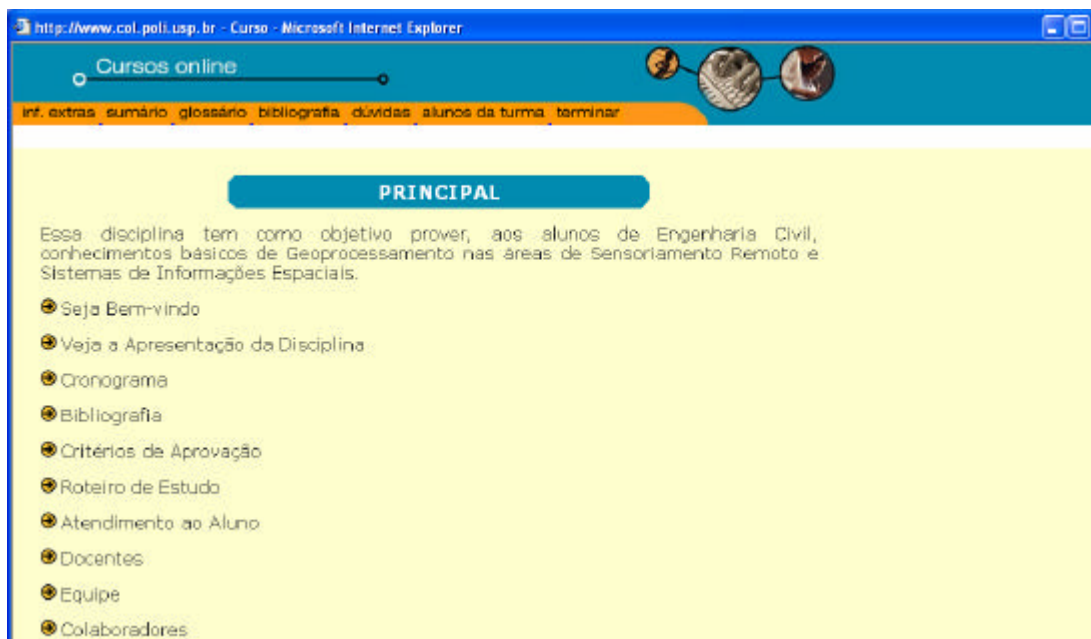 http://www.col.poli.usp.br - Curso - Microsoft Internet Explorer
Cursos online
inf. extras sumário glossário bibliografia dúvidas alunos da turma terminar
PRINCIPAL
Essa disciplina tem como objetivo prover, aos alunos de Engenharia Civil,
conhecimentos básicos de Geoprocessamento nas áreas de Sensoriamento Remoto e
Sistemas de Informações Espaciais.
Seja Bem-vindo
Veja a Apresentação da Disciplina
Cronograma
Bibliografia
Critérios de Aprovação
Roteiro de Estudo
Atendimento ao Aluno
Docentes
Equipe
Colaboradores